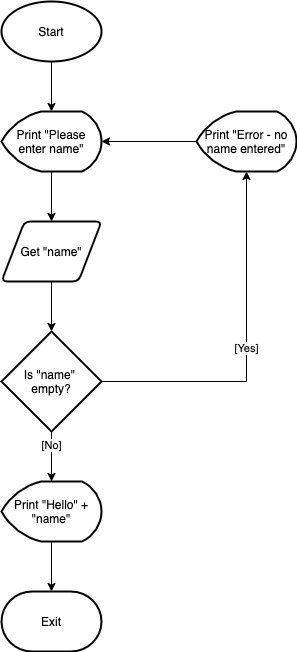 Start
Print "Please
enter name"
Print "Error - no
name entered"
Get "name"
[Yes]
Is "name"
empty?
[No]
Print "Hello" +
"name"
Exit